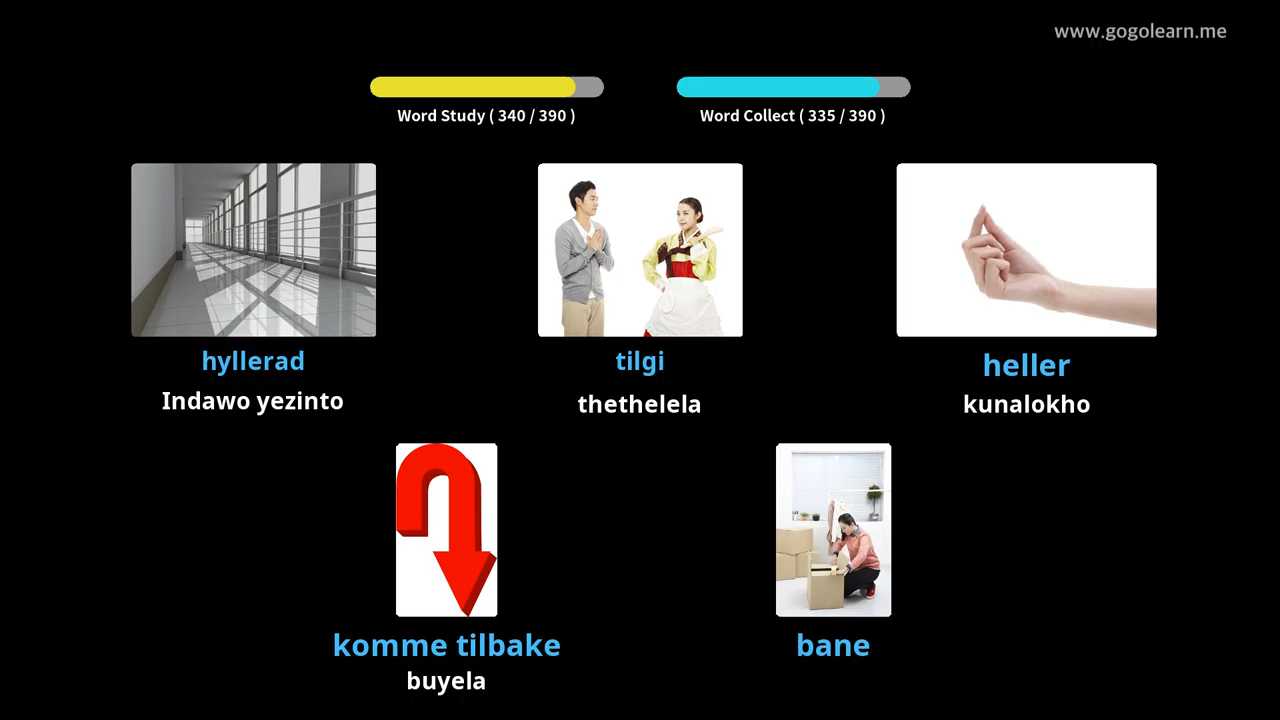 www.gogolearn.me
Word Study ( 340 / 390 )
Word Collect ( 335 / 390 )
hyllerad
Indawo yezinto
tilgi
thethelela
heller
kunalokho
komme tilbake
buyela
bane